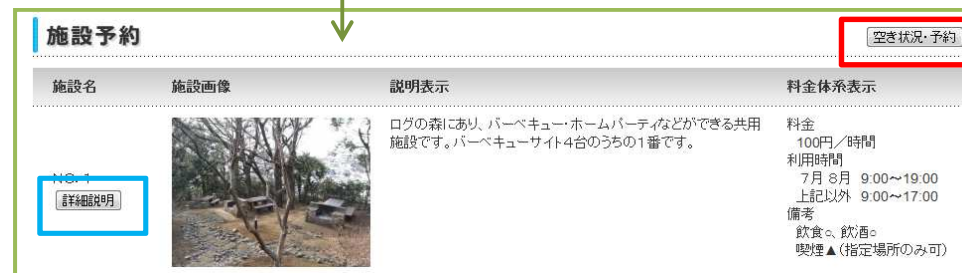 施設予約
空き状況・予約
施設名 施設画像 説明表示 料金体系表示
ログの森にあり、バーベキュー・ホームパーティなどができる共用
施設です。バーベキューサイト4台のうちの1番です。
NO.1
詳細説明
料金
100円／時間
利用時間
7月 8月 9:00～19:00
上記以外 9:00～17:00
備考
飲食○、飲酒○
喫煙▲(指定場所のみ可)